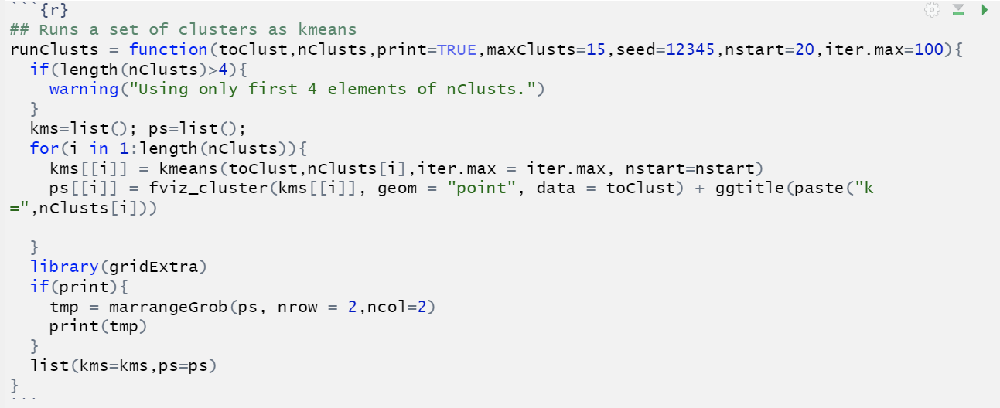 ```{r}
## Runs a set of clusters as kmeans
runClusts = function(toClust,nClusts,print=TRUE,maxClusts=15,seed=12345,nstart=20,iter.max=100){
  if(length(nClusts)>4){
    warning("Using only first 4 elements of nClusts.")
  }
  kms=list(); ps=list();
  for(i in 1:length(nClusts)){
    kms[[i]] = kmeans(toClust,nClusts[i],iter.max = iter.max, nstart=nstart)
    ps[[i]] = fviz_cluster(kms[[i]], geom = "point", data = toClust) + ggtitle(paste("k
=",nClusts[i]))
  }
  library(gridExtra)
  if(print){
    tmp = marrangeGrob(ps, nrow = 2,ncol=2)
    print(tmp)
  }
  list(kms=kms,ps=ps)
}
```